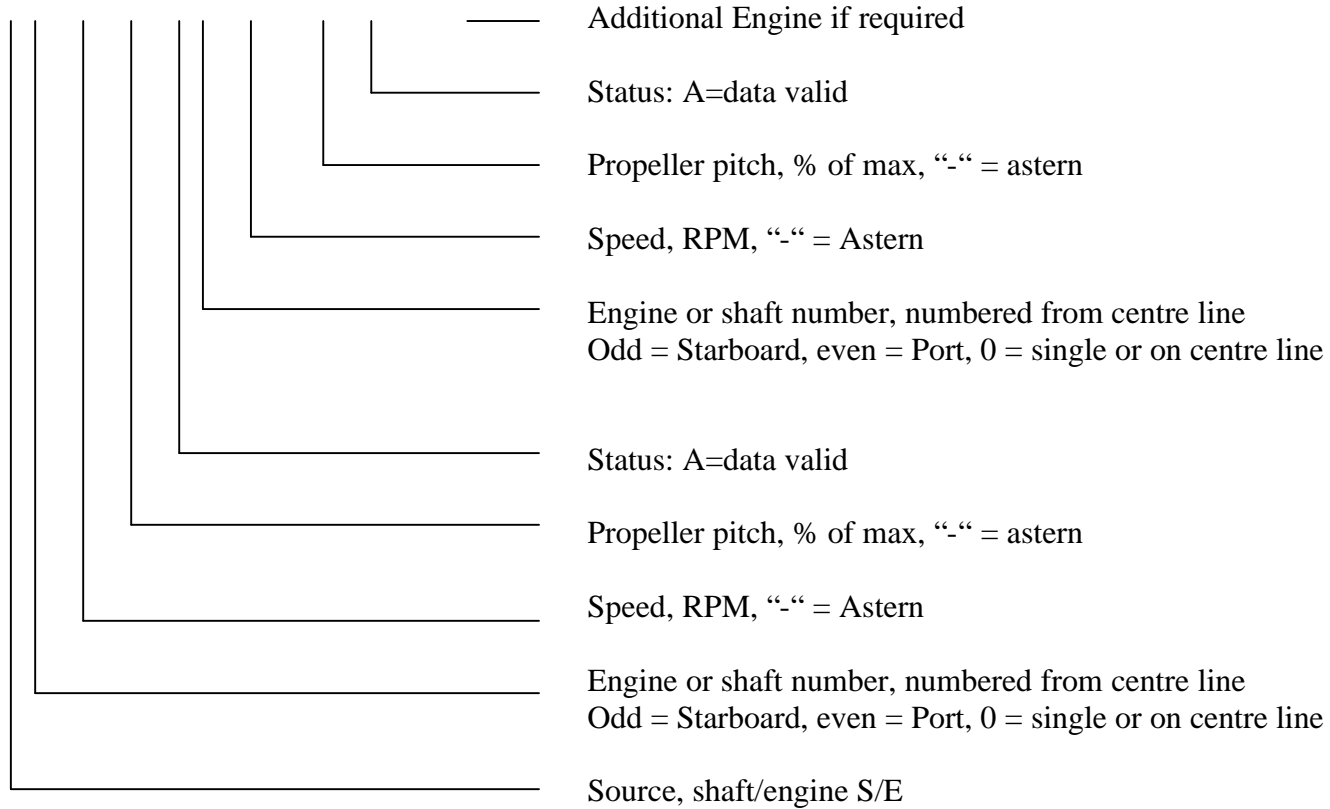 Additional Engine if required
Status: A=data valid
Propeller pitch, % of max, “-“ = astern
Speed, RPM, “-“ = Astern
Engine or shaft number, numbered from centre line
Odd = Starboard, even = Port, 0 = single or on centre line
Status: A=data valid
Propeller pitch, % of max, “-“ = astern
Speed, RPM, “-“ = Astern
Engine or shaft number, numbered from centre line
Odd = Starboard, even = Port, 0 = single or on centre line
Source, shaft/engine S/E